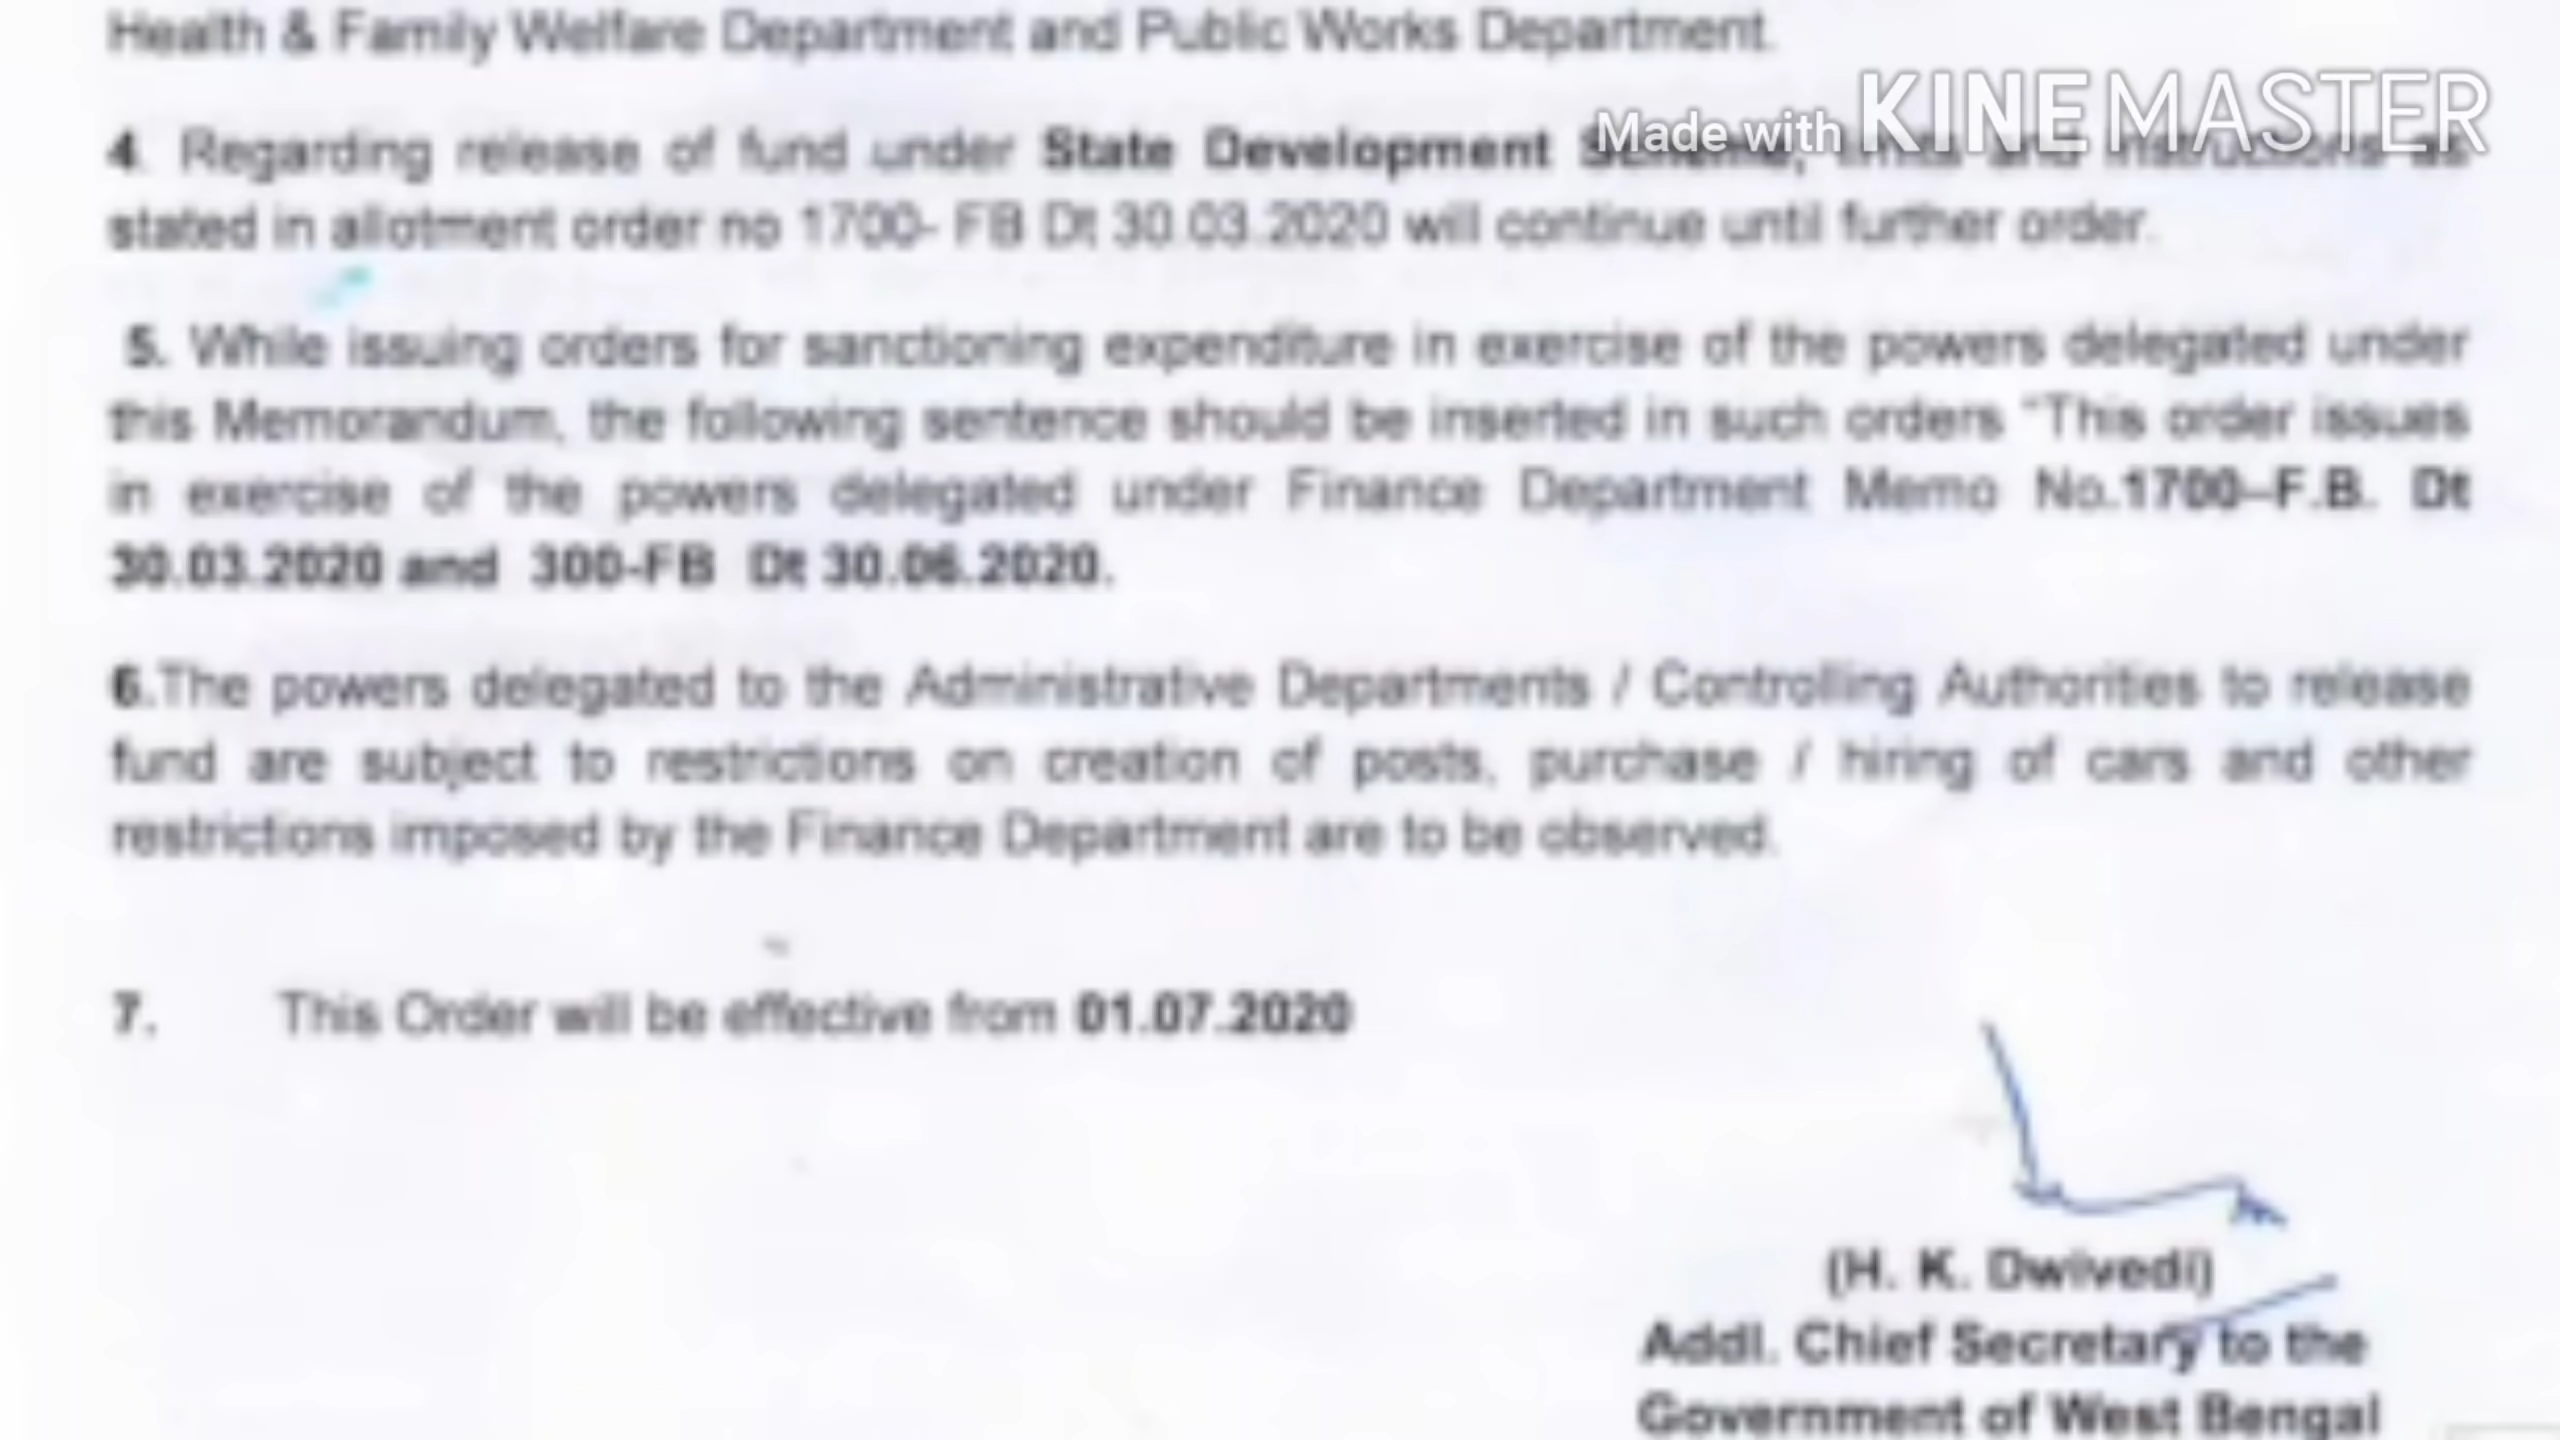 Health & Family Welfare Department and Public Works Department.
Made with KINEMASTER
4. Regarding release of fund under State Development Scheme, limits and instructions as
stated in allotment order no 1700- FB Dt 30.03.2020 will continue until further order.
5. While issuing orders for sanctioning expenditure in exercise of the powers delegated under
this Memorandum, the following sentence should be inserted in such orders "This order issues
in exercise of the powers delegated under Finance Department Memo No.1700–F.B. Dt
30.03.2020 and 300-FB Dt 30.06.2020.
6.The powers delegated to the Administrative Departments / Controlling Authorities to release
fund are subject to restrictions on creation of posts, purchase / hiring of cars and other
restrictions imposed by the Finance Department are to be observed.
7. This Order will be effective from 01.07.2020
(H. K. Dwivedi)
Addl. Chief Secretary to the
Government of West Bengal